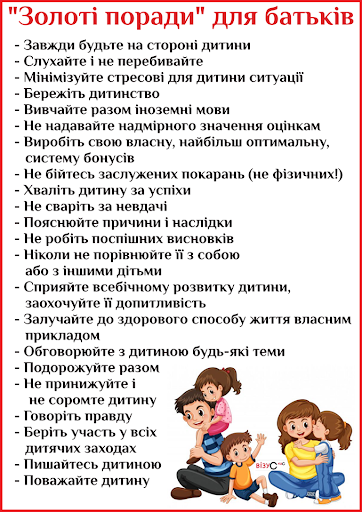 "Золоті поради" для батьків
- Завжди будьте на стороні дитини
- Слухайте і не перебивайте
- Мінімізуйте стресові для дитини ситуації
- Бережіть дитинство
- Вивчайте разом іноземні мови
- Не надавайте надмірного значення оцінкам
- Виробіть свою власну, найбільш оптимальну,
систему бонусів
- Не бійтесь заслужених покарань (не фізичних!)
- Хваліть дитину за успіхи
- Не сваріть за невдачі
- Пояснюйте причини і наслідки
- Не робіть поспішних висновків
- Ніколи не порівнюйте її з собою
або з іншими дітьми
- Сприяйте всебічному розвитку дитини,
заохочуйте її допитливість
- Залучайте до здорового способу життя власним
прикладом
- Обговорюйте з дитиною будь-які теми
- Подорожуйте разом
- Не принижуйте і
не соромте дитину
- Говоріть правду
- Беріть участь у всіх
дитячих заходах
- Пишайтесь дитиною
- Поважайте дитину